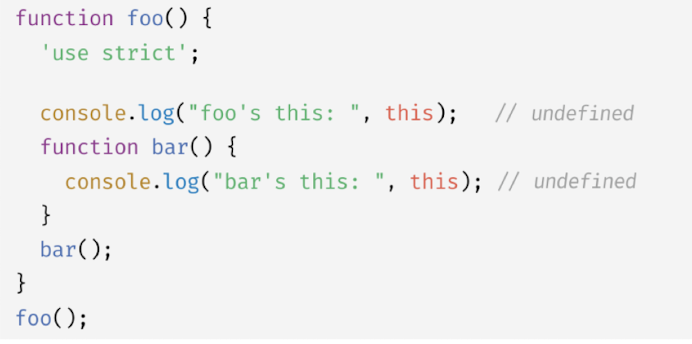 function foo() {
  'use strict';
  console.log("foo's this: ", this);   // undefined
  function bar() {
    console.log("bar's this: ", this); // undefined
  }
  bar();
}
foo();